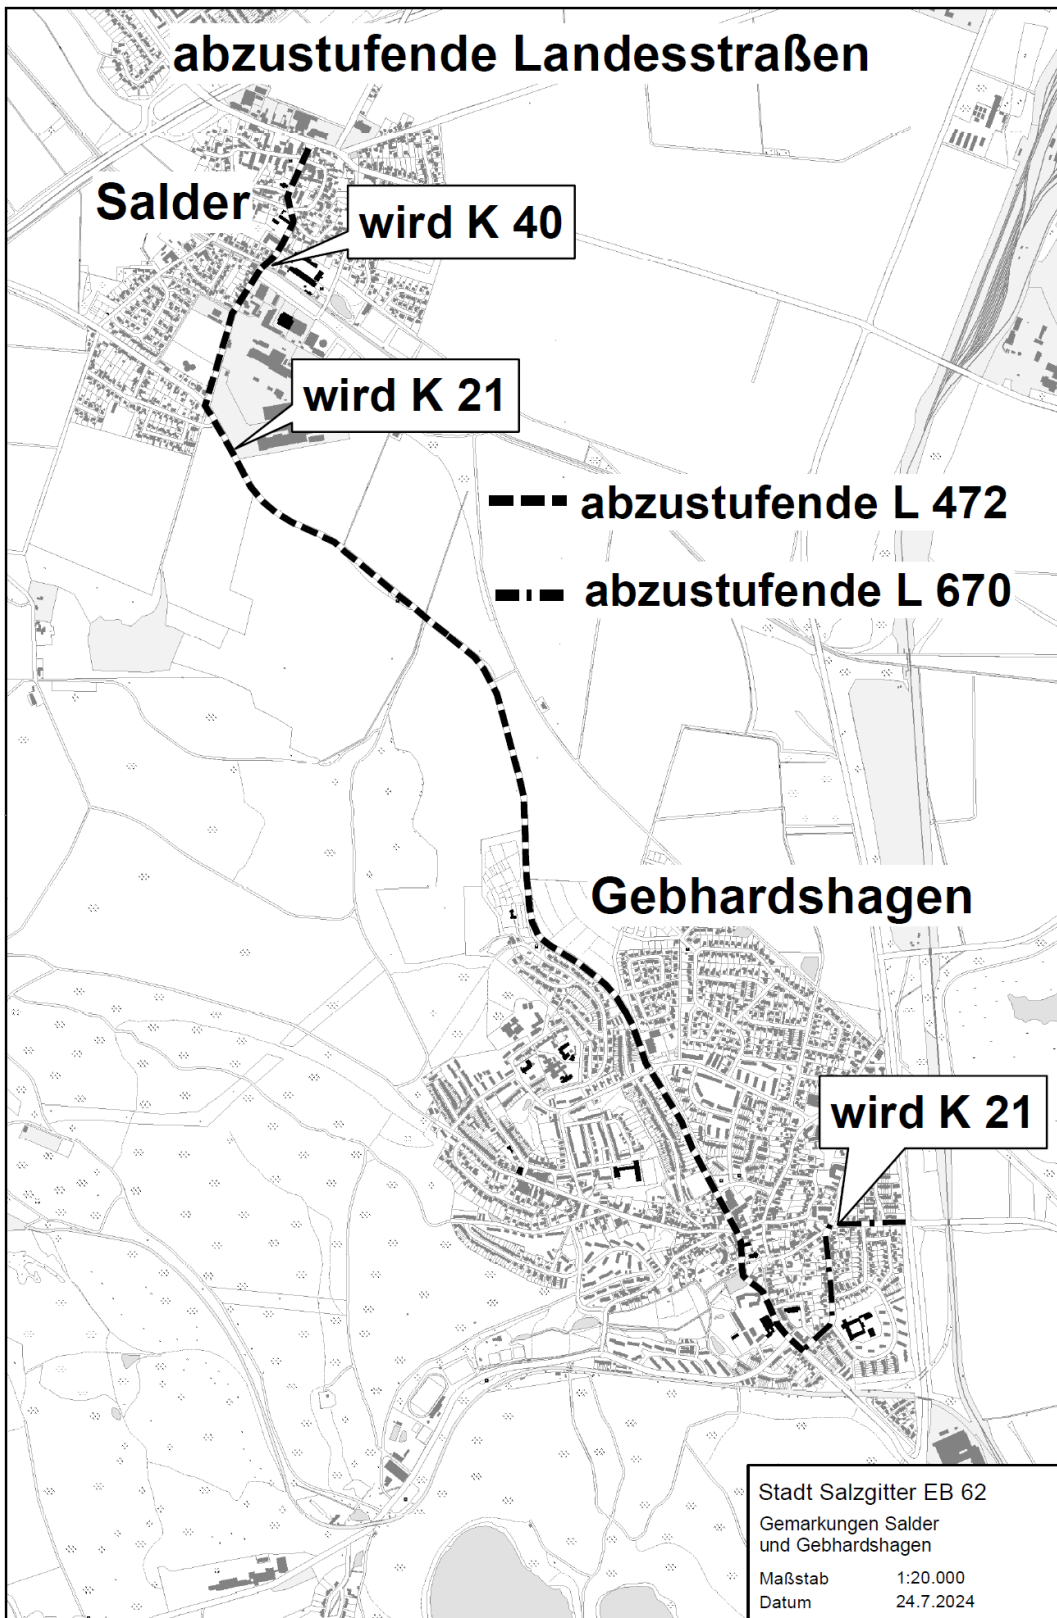 abzustufende Landesstraßen
Salder
wird K 40
wird K 21
abzustufende L 472
abzustufende L 670
Gebhardshagen
wird K 21
Stadt Salzgitter EB 62
Gemarkungen Salder
und Gebhardshagen
Maßstab 1:20.000
Datum 24.7.2024